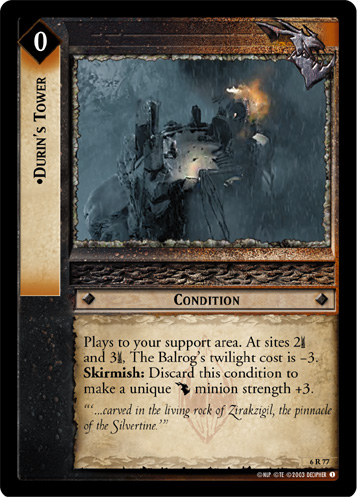 0
•Durin's Tower
Condition
Plays to your support area. At sites 2
and 3, The Balrog's twilight cost is –3.
Skirmish: Discard this condition to
make a unique minion strength +3.
"'...carved in the living rock of Zirakzigil, the pinnacle
of the Silvertine.'"
6 R 77
©NLP ©TE ©2003 DECIPHER